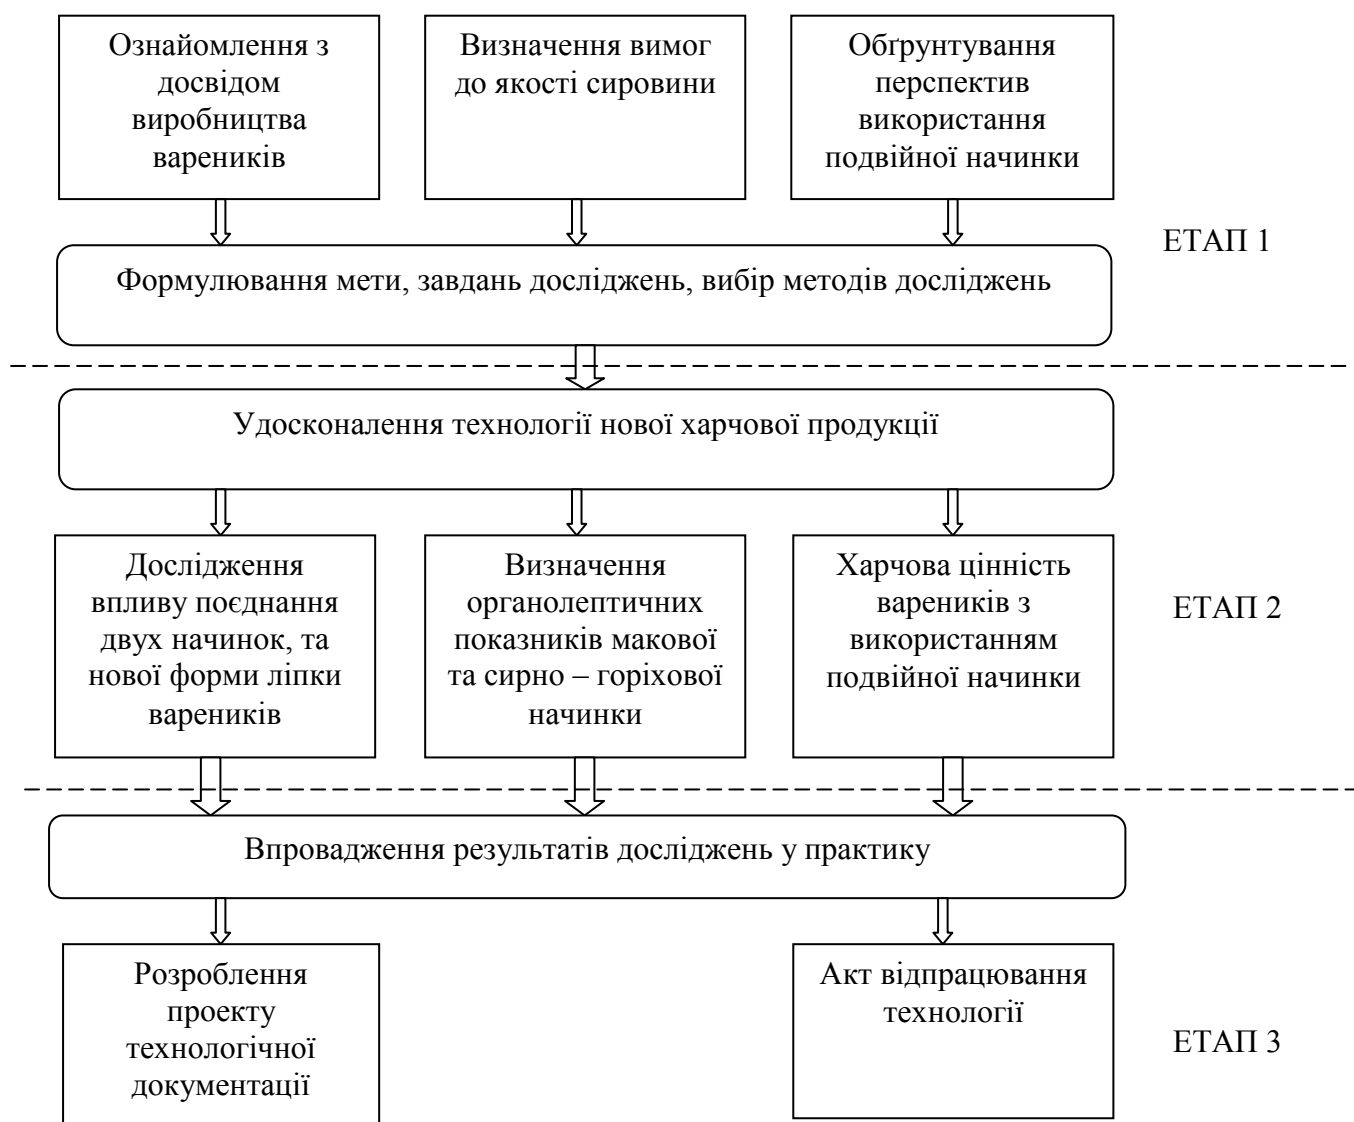 Ознайомлення з
досвідом
виробництва
вареників
Визначення вимог
до якості сировини
Обґрунтування
перспектив
використання
подвійної начинки
ЕТАП 1
Формулювання мети, завдань досліджень, вибір методів досліджень
Удосконалення технології нової харчової продукції
Дослідження
впливу поєднання
двух начинок, та
нової форми ліпки
вареників
Визначення
органолептичних
показників макової
та сирно – горіхової
начинки
Харчова цінність
вареників з
використанням
подвійної начинки
ЕТАП 2
Впровадження результатів досліджень у практику
Розроблення
проекту
технологічної
документації
Акт відпрацювання
технології
ЕТАП 3